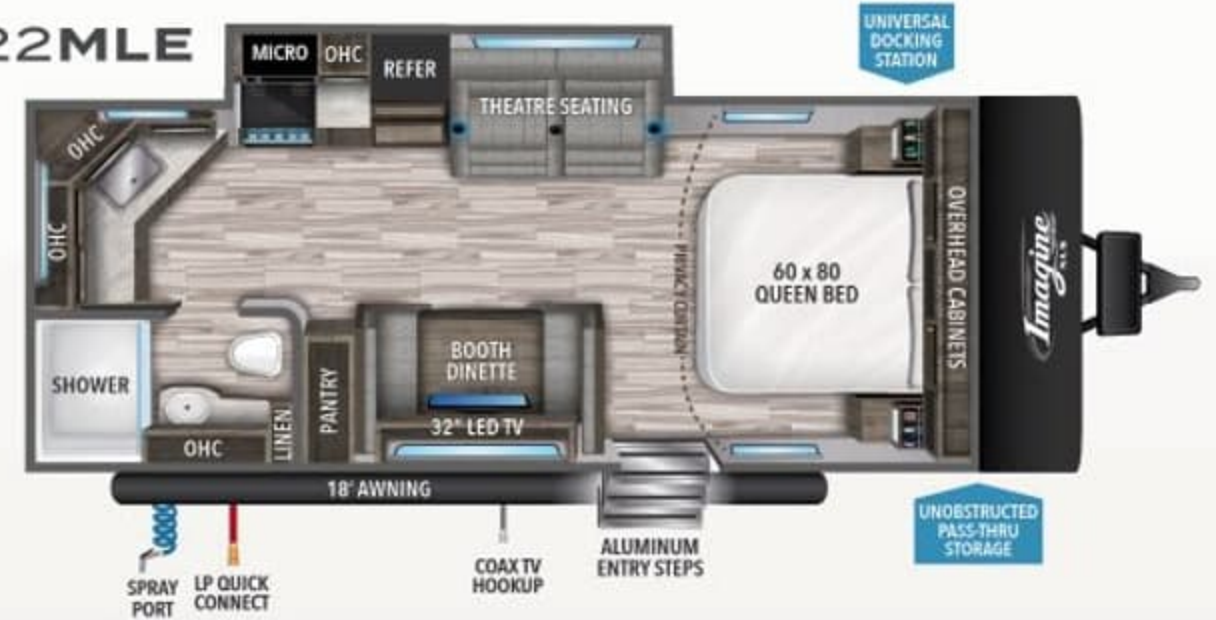 22MLE
UNIVERSAL
DOCKING
STATION
MICRO
OHC
REFER
THEATRE SEATING
OHC
OHC
60 x 80
QUEEN BED
OVERHEAD CABINETS
Imagine
XLS
PRIVACY CURTAIN
SHOWER
BOOTH
DINETTE
PANTRY
LINEN
32" LED TV
OHC
18' AWNING
UNOBSTRUCTED
PASS-THRU
STORAGE
SPRAY
PORT
LP QUICK
CONNECT
COAX TV
HOOKUP
ALUMINUM
ENTRY STEPS